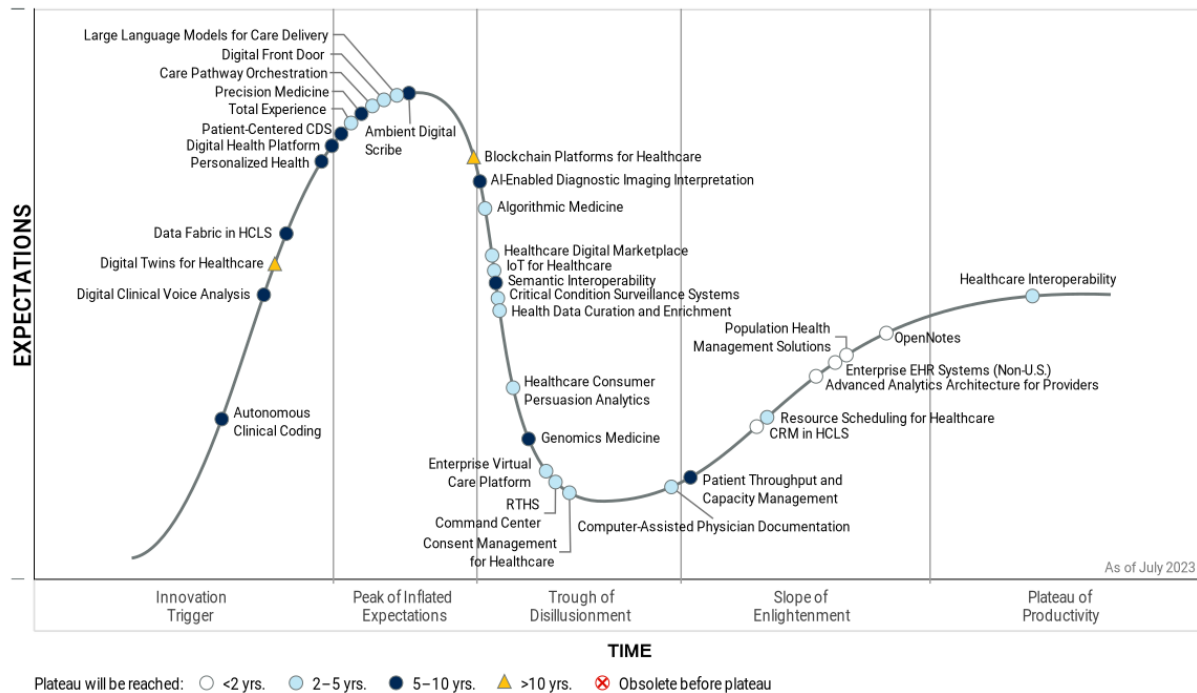 Large Language Models for Care Delivery
Digital Front Door
Care Pathway Orchestration
Precision Medicine
Total Experience
Patient-Centered CDS
Digital Health Platform
Personalized Health
Ambient Digital
Scribe
Data Fabric in HCLS
Digital Twins for Healthcare
Digital Clinical Voice Analysis
Autonomous
Clinical Coding
Blockchain Platforms for Healthcare
AI-Enabled Diagnostic Imaging Interpretation
Algorithmic Medicine
Healthcare Digital Marketplace
IoT for Healthcare
Semantic Interoperability
Critical Condition Surveillance Systems
Health Data Curation and Enrichment
Healthcare Consumer
Persuasion Analytics
Genomics Medicine
Enterprise Virtual
Care Platform
RTHS
Command Center
Consent Management
for Healthcare
Computer-Assisted Physician Documentation
Patient Throughput and
Capacity Management
CRM in HCLS
Resource Scheduling for Healthcare
Advanced Analytics Architecture for Providers
Enterprise EHR Systems (Non-U.S.)
Population Health
Management Solutions
OpenNotes
Healthcare Interoperability
EXPECTATIONS
As of July 2023
Innovation
Trigger
Peak of Inflated
Expectations
Trough of
Disillusionment
Slope of
Enlightenment
Plateau of
Productivity
TIME
Plateau will be reached: <2 yrs. 2–5 yrs. 5–10 yrs. >10 yrs. Obsolete before plateau